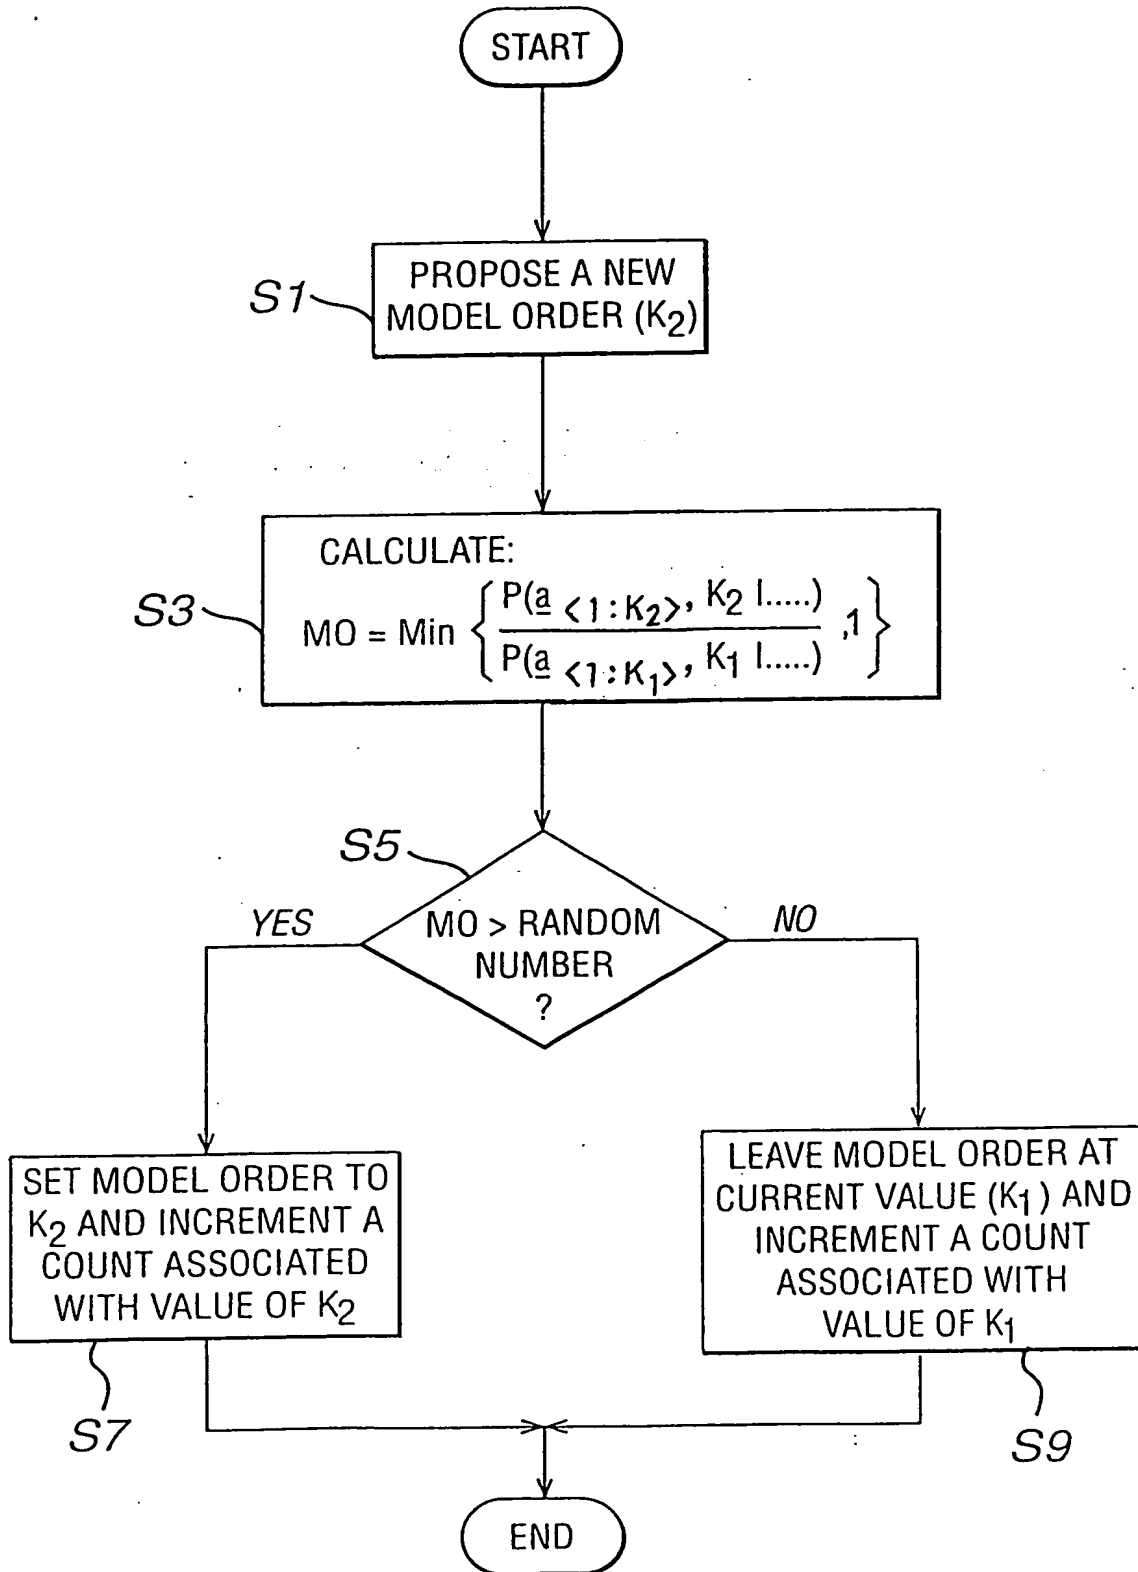 START
S1
PROPOSE A NEW
MODEL ORDER (K2)
S3
CALCULATE:
MO = Min { P(a <1:K2>, K2 |.....) / P(a <1:K1>, K1 |.....) ,1 }
S5
YES
MO > RANDOM
NUMBER
?
NO
SET MODEL ORDER TO
K2 AND INCREMENT A
COUNT ASSOCIATED
WITH VALUE OF K2
S7
LEAVE MODEL ORDER AT
CURRENT VALUE (K1) AND
INCREMENT A COUNT
ASSOCIATED WITH
VALUE OF K1
S9
END